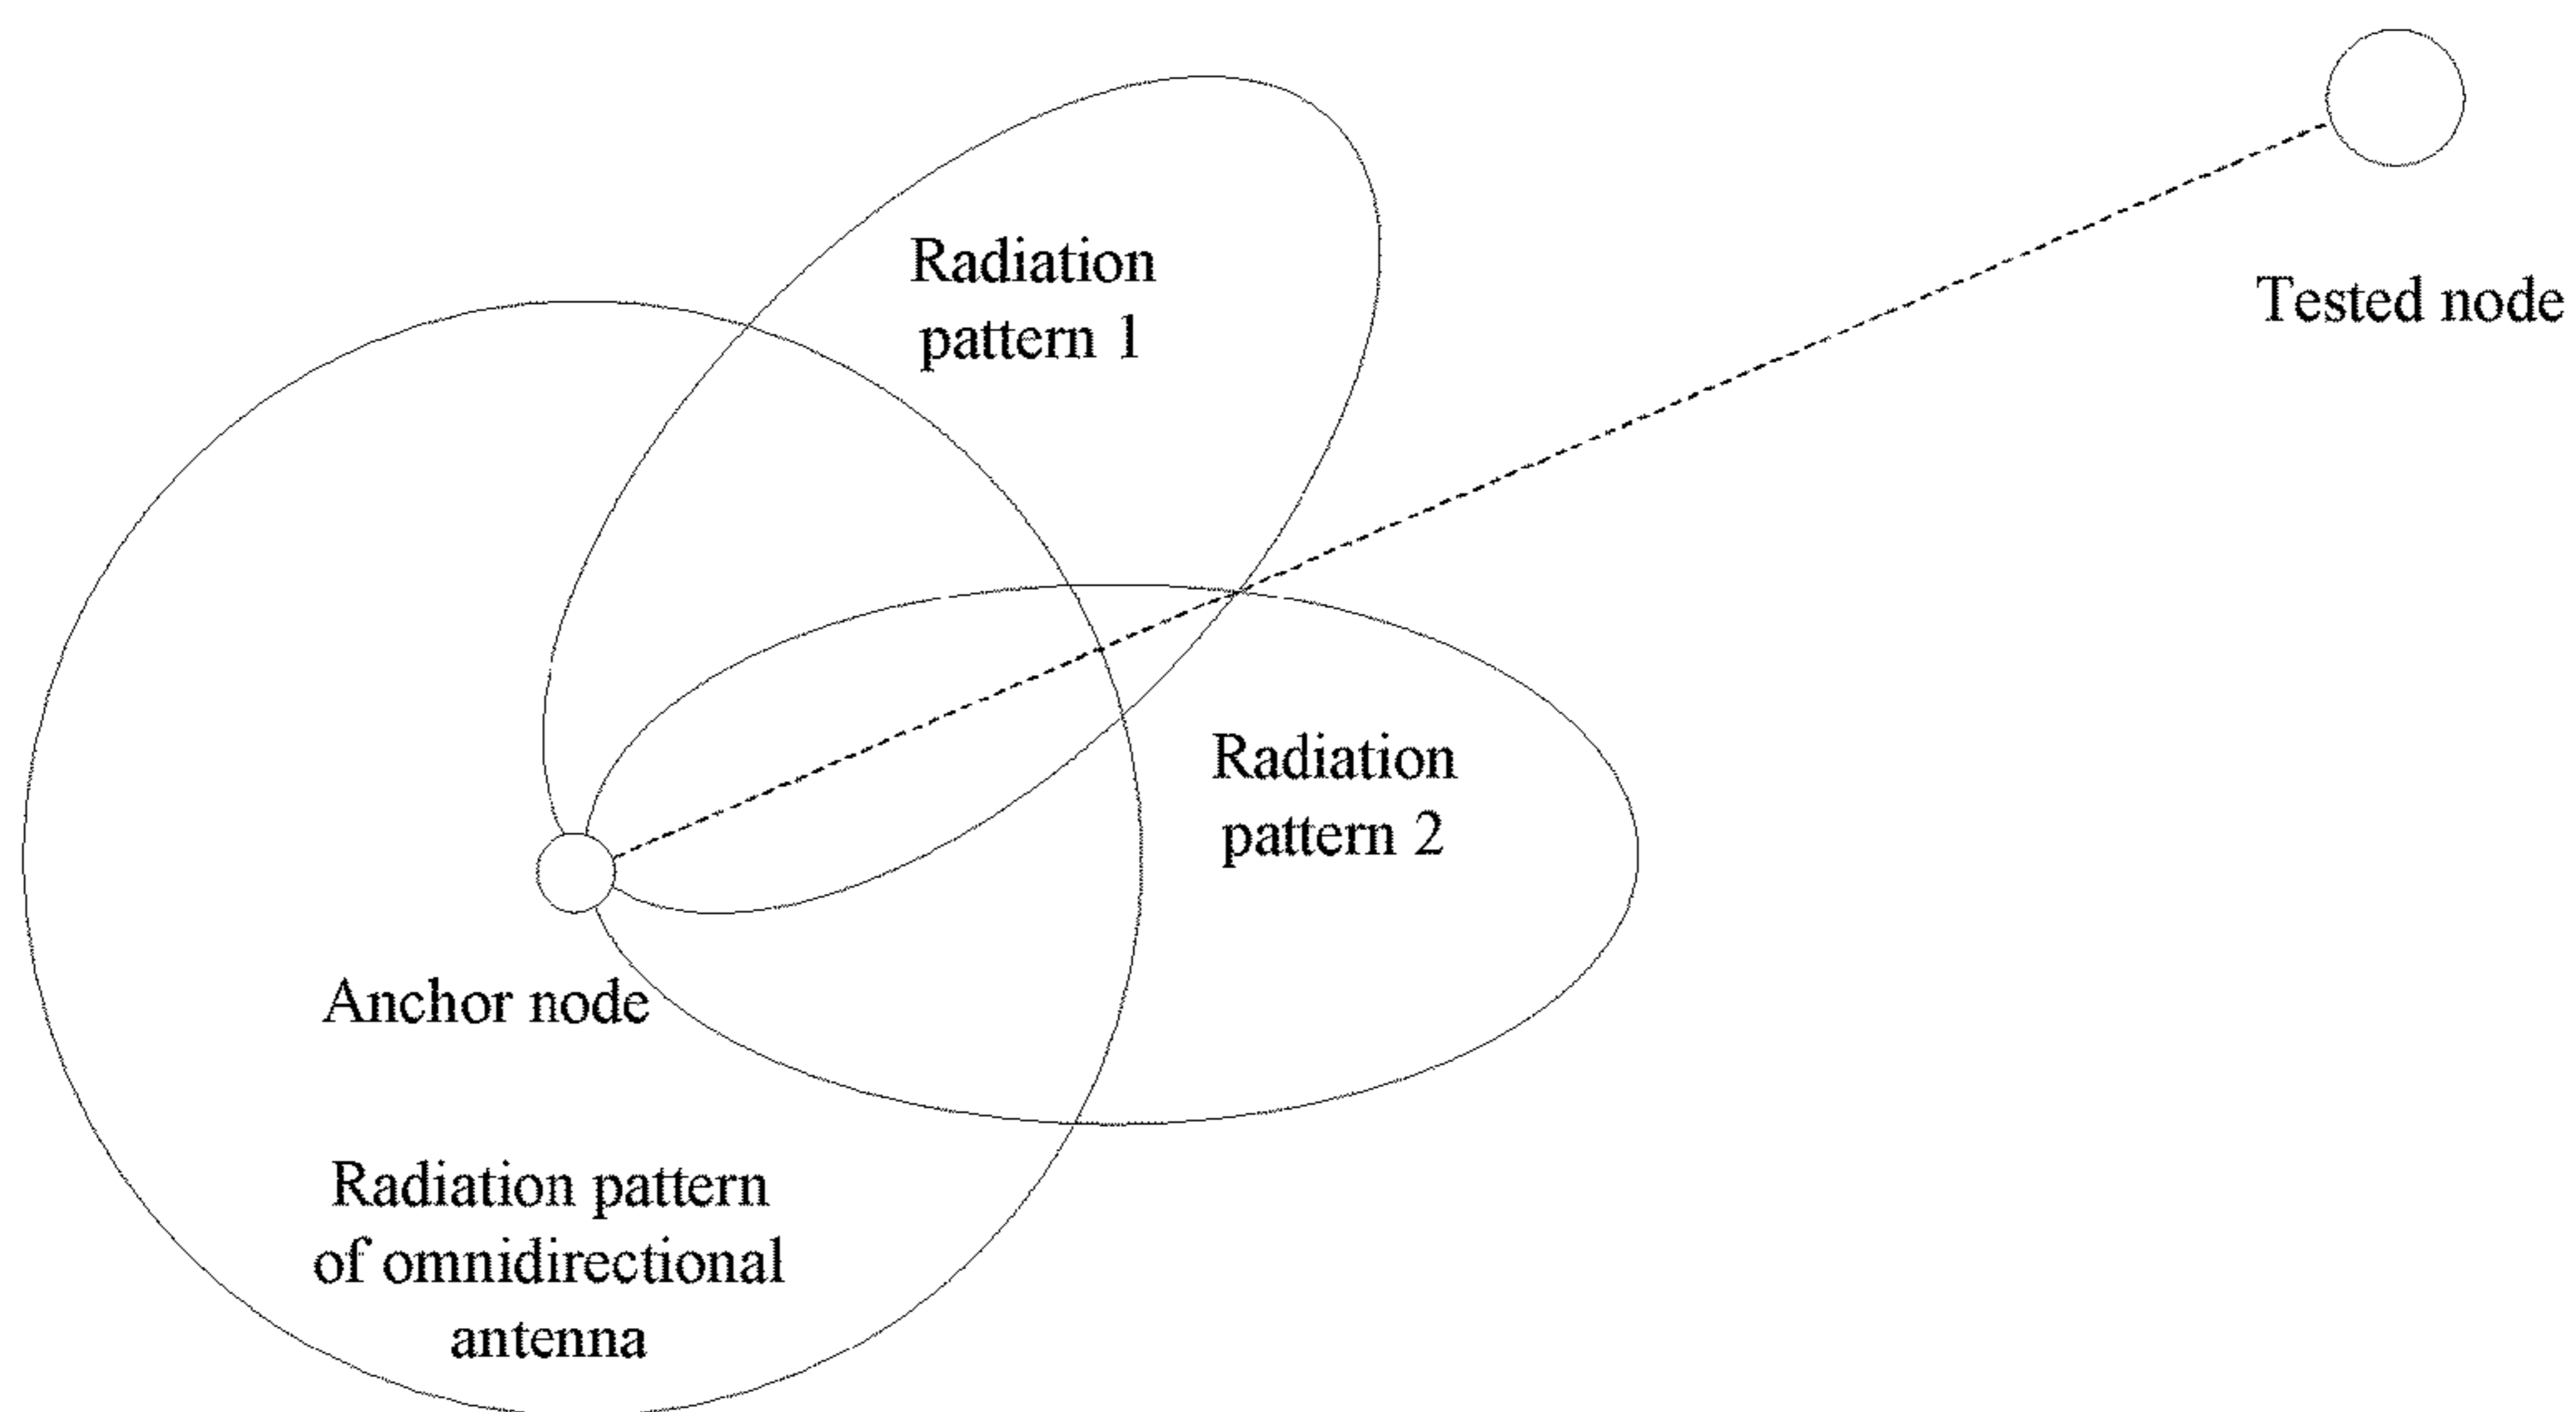 Radiation
pattern 1
Tested node
Radiation
pattern 2
Anchor node
Radiation pattern
of omnidirectional
antenna